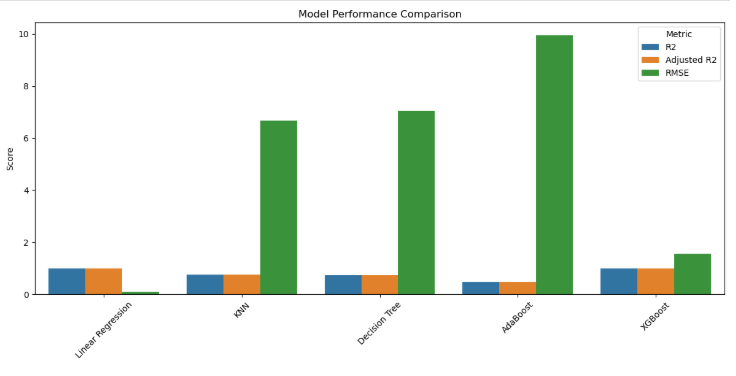 Model Performance Comparison
Metric
R2
Adjusted R2
RMSE
10
8
6
4
2
0
Score
Linear Regression
KNN
Decision Tree
AdaBoost
XGBoost